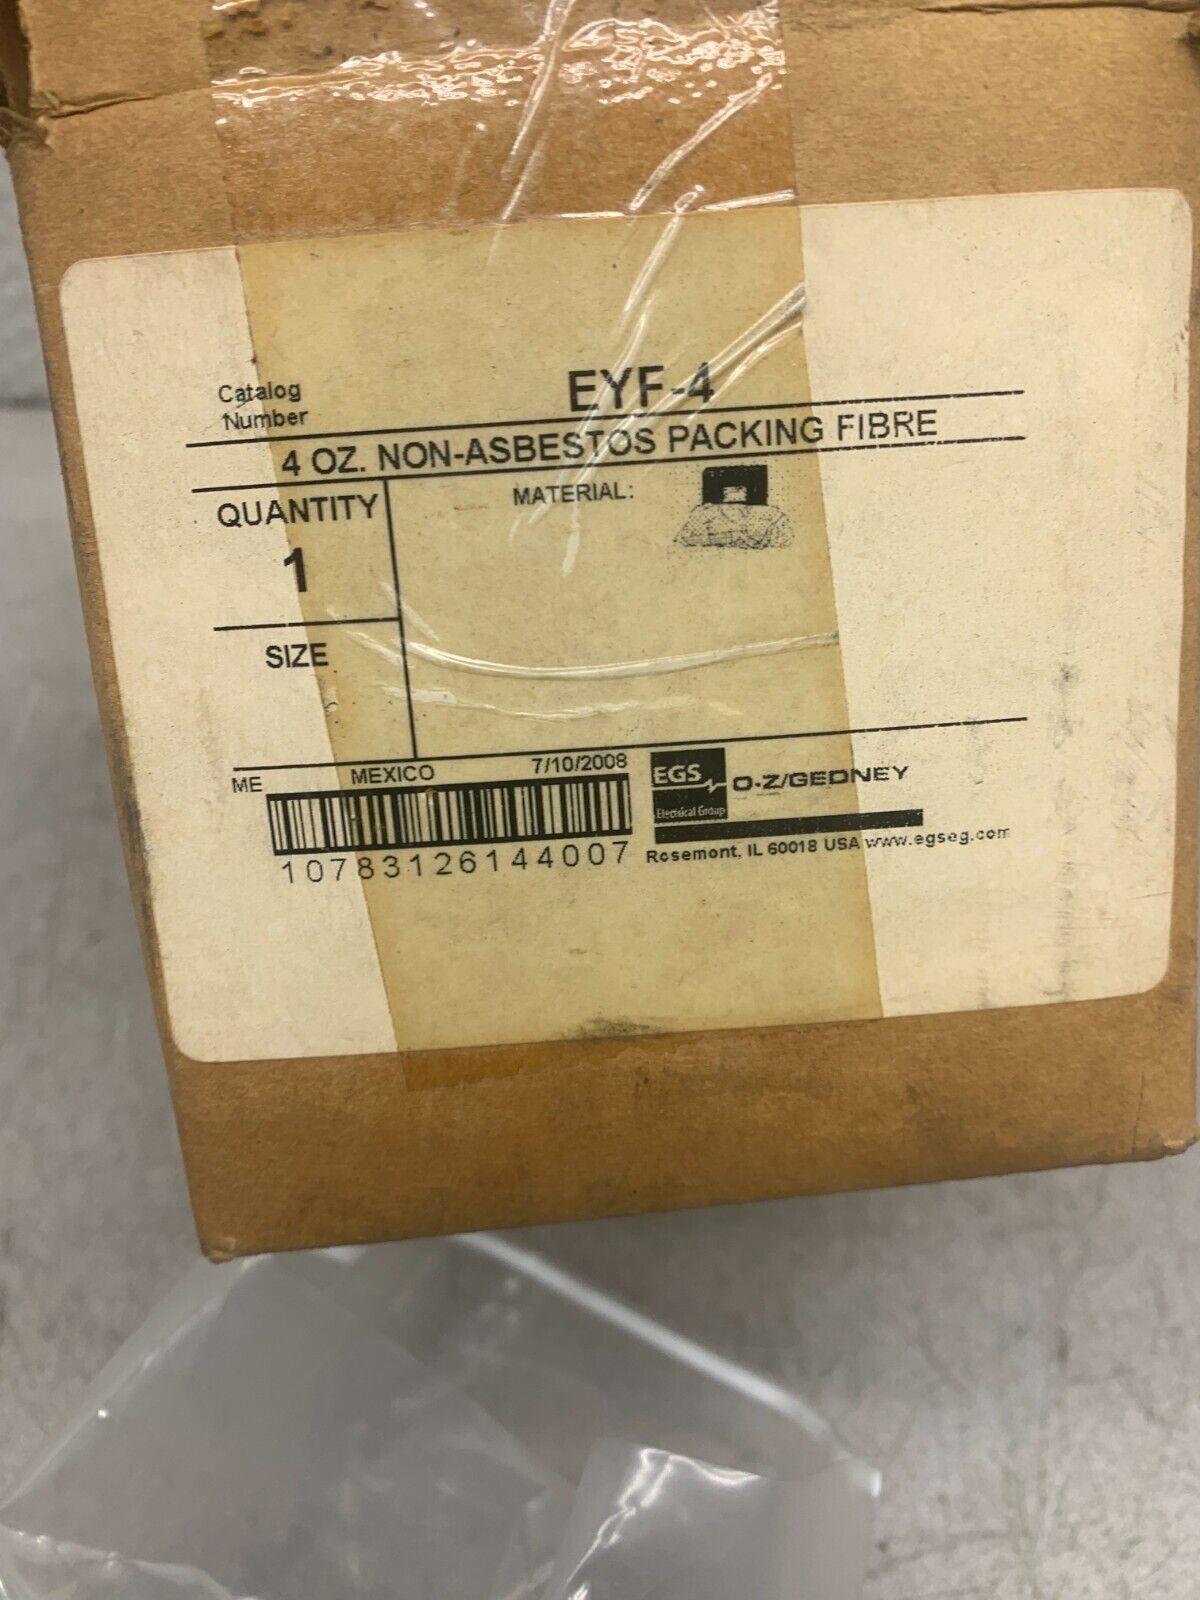 Catalog
Number
EYF-4
4 OZ. NON-ASBESTOS PACKING FIBRE
QUANTITY
1
MATERIAL:
SIZE
ME MEXICO 7/10/2008
10783126144007
EGS
Electrical Group
O-Z/GEDNEY
Rosemont, IL 60018 USA www.egseg.com